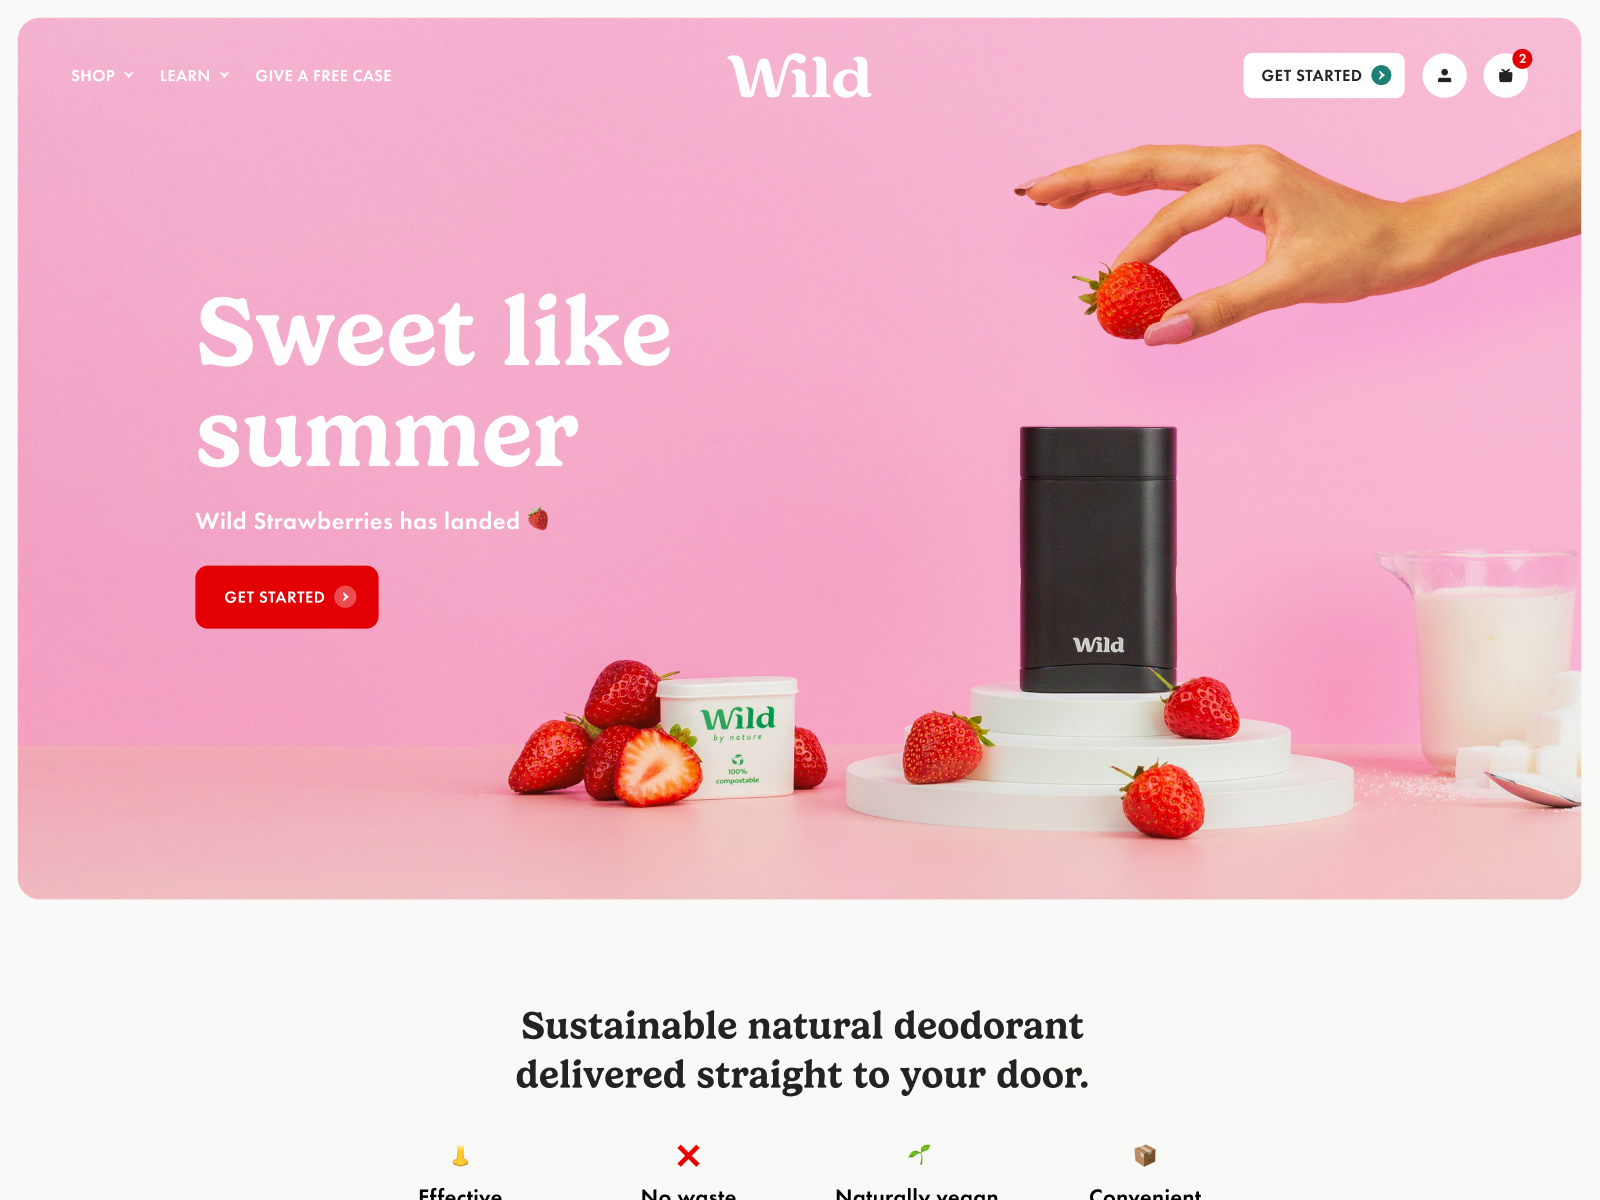 SHOP
LEARN
GIVE A FREE CASE
Wild
GET STARTED
2
Sweet like
summer
Wild Strawberries has landed
GET STARTED
Wild
Wild
by nature
100%
compostable
Sustainable natural deodorant
delivered straight to your door.
Effective
No waste
Naturally vegan
Convenient